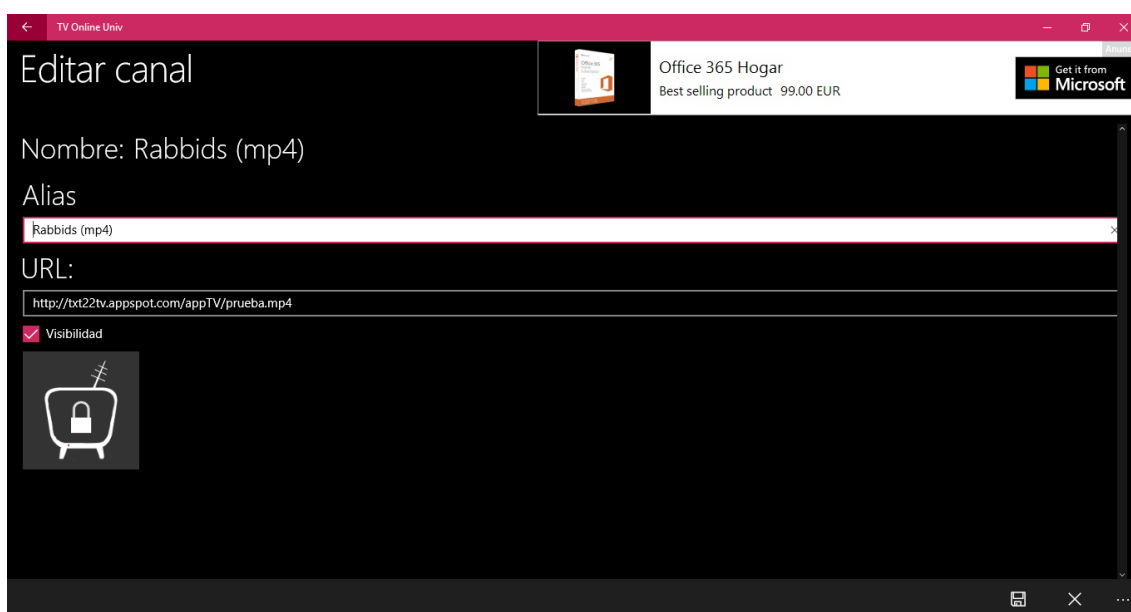 TV Online Univ
Editar canal
Office 365 Hogar
Best selling product 99.00 EUR
Get it from
Microsoft
Nombre: Rabbids (mp4)
Alias
Rabbids (mp4)
URL:
http://txt22tv.appspot.com/appTV/prueba.mp4
Visibilidad